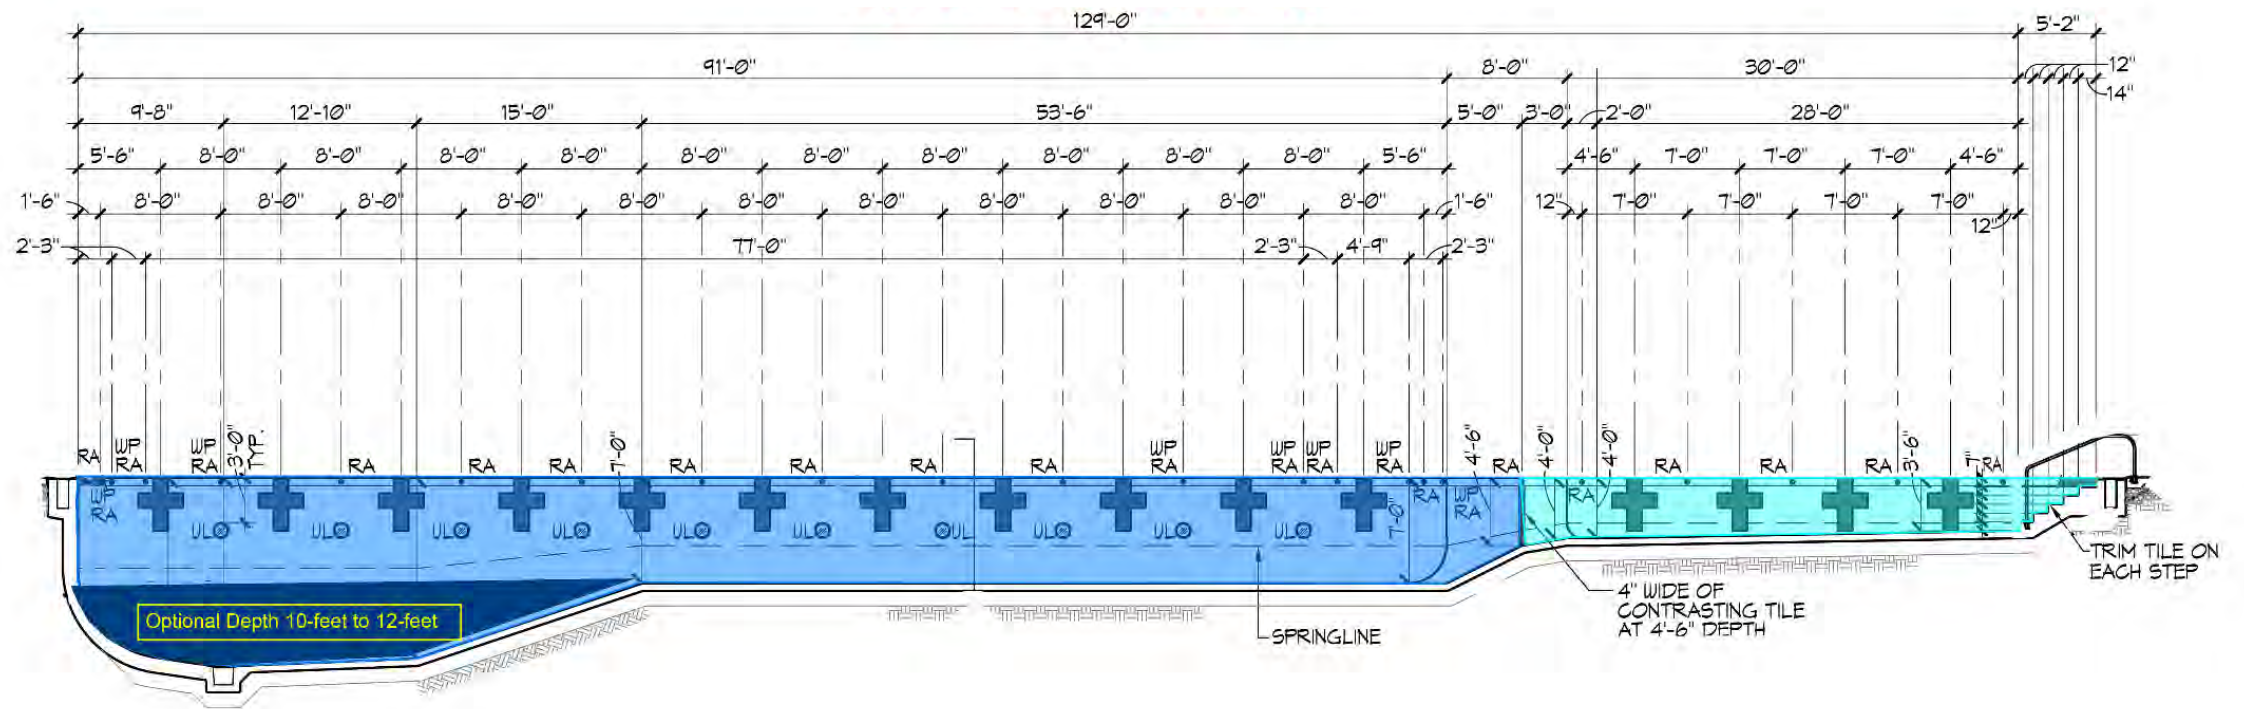 129'-0" 5'-2"
91'-0" 8'-0" 30'-0" 12"
14"
9'-8" 12'-10" 15'-0" 53'-6" 5'-0" 3'-0" 2'-0" 28'-0"
5'-6" 8'-0" 8'-0" 8'-0" 8'-0" 8'-0" 8'-0" 8'-0" 8'-0" 8'-0" 8'-0" 5'-6" 4'-6" 7'-0" 7'-0" 7'-0" 4'-6"
1'-6" 8'-0" 8'-0" 8'-0" 8'-0" 8'-0" 8'-0" 8'-0" 8'-0" 8'-0" 8'-0" 8'-0" 1'-6" 12" 7'-0" 7'-0" 7'-0" 7'-0"
12"
2'-3" 77'-0" 2'-3" 4'-9" 2'-3"
WP WP 3'-0" 7'-0" WP WP WP WP 4'-6" 4'-0" 4'-0" 3'-6" 7"
RA RA RA TYP. RA RA RA RA RA RA RA RA RA RA RA RA RA RA RA RA
WP RA WP RA
RA RA
ULO ULO ULO ULO ULO ULO OUL ULO ULO ULO 7'-0"
Optional Depth 10-feet to 12-feet
SPRINGLINE
4" WIDE OF
CONTRASTING TILE
AT 4'-6" DEPTH
TRIM TILE ON
EACH STEP